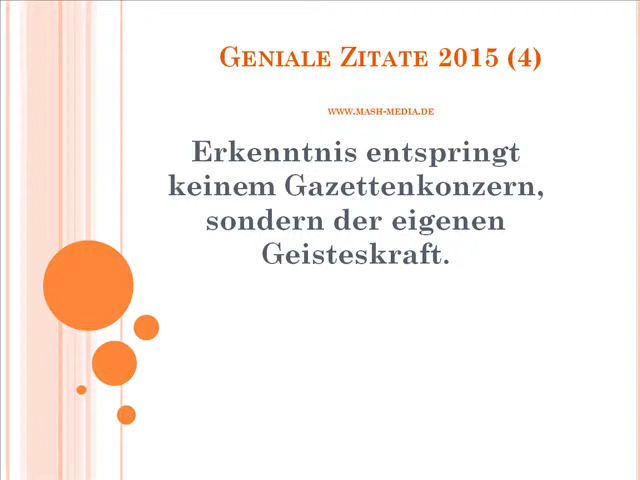 Geniale Zitate 2015 (4)
www.mash-media.de
Erkenntnis entspringt
keinem Gazettenkonzern,
sondern der eigenen
Geisteskraft.